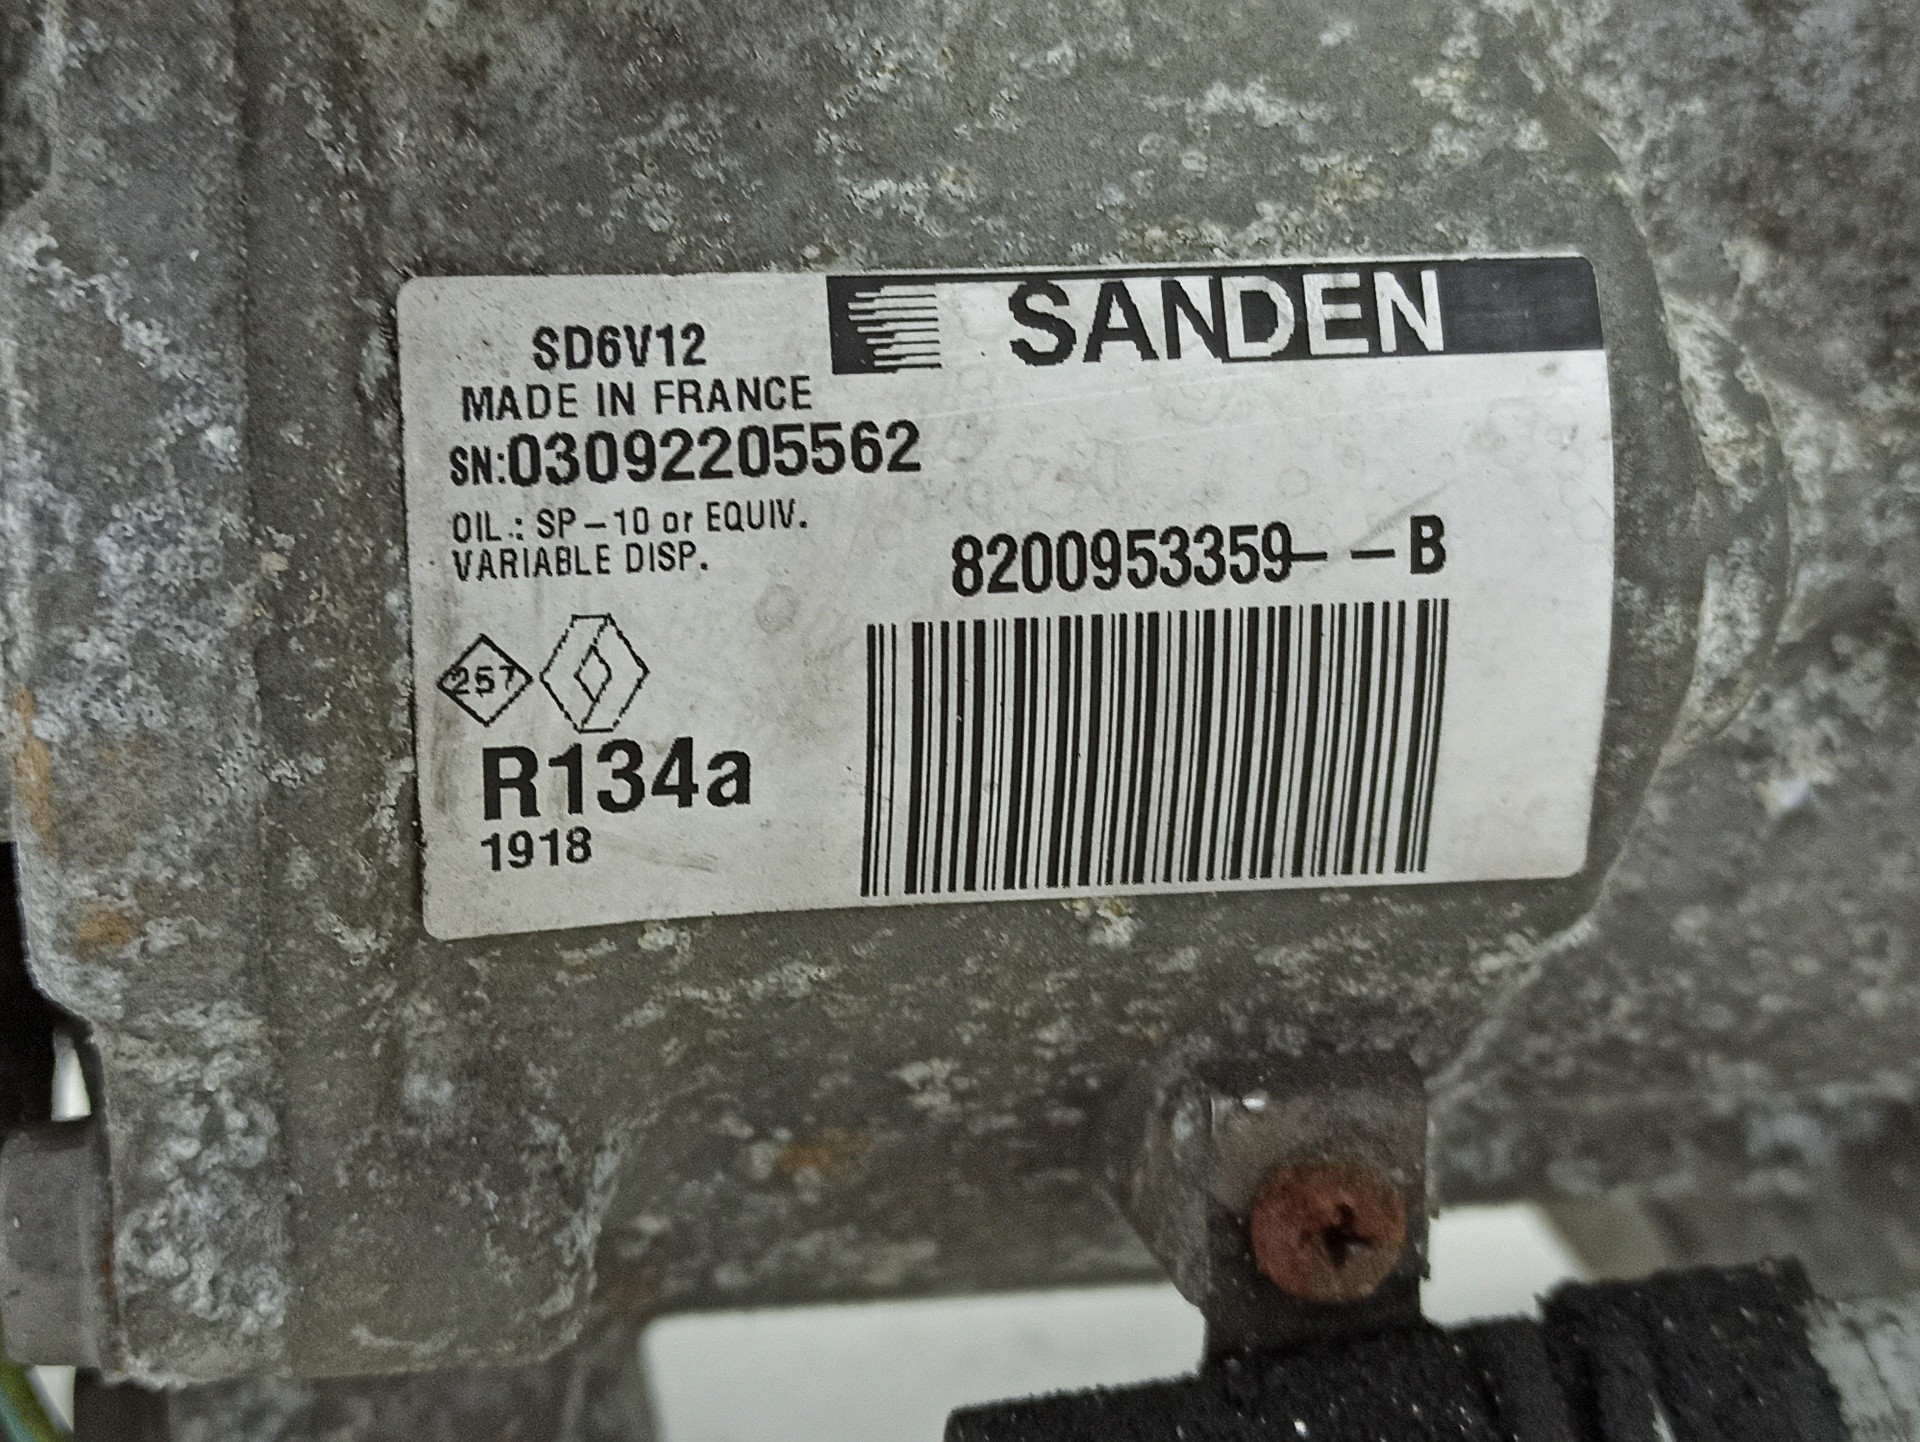 SANDEN
SD6V12
MADE IN FRANCE
SN:03092205562
OIL.: SP-10 or EQUIV.
VARIABLE DISP.
8200953359- -B
257
R134a
1918